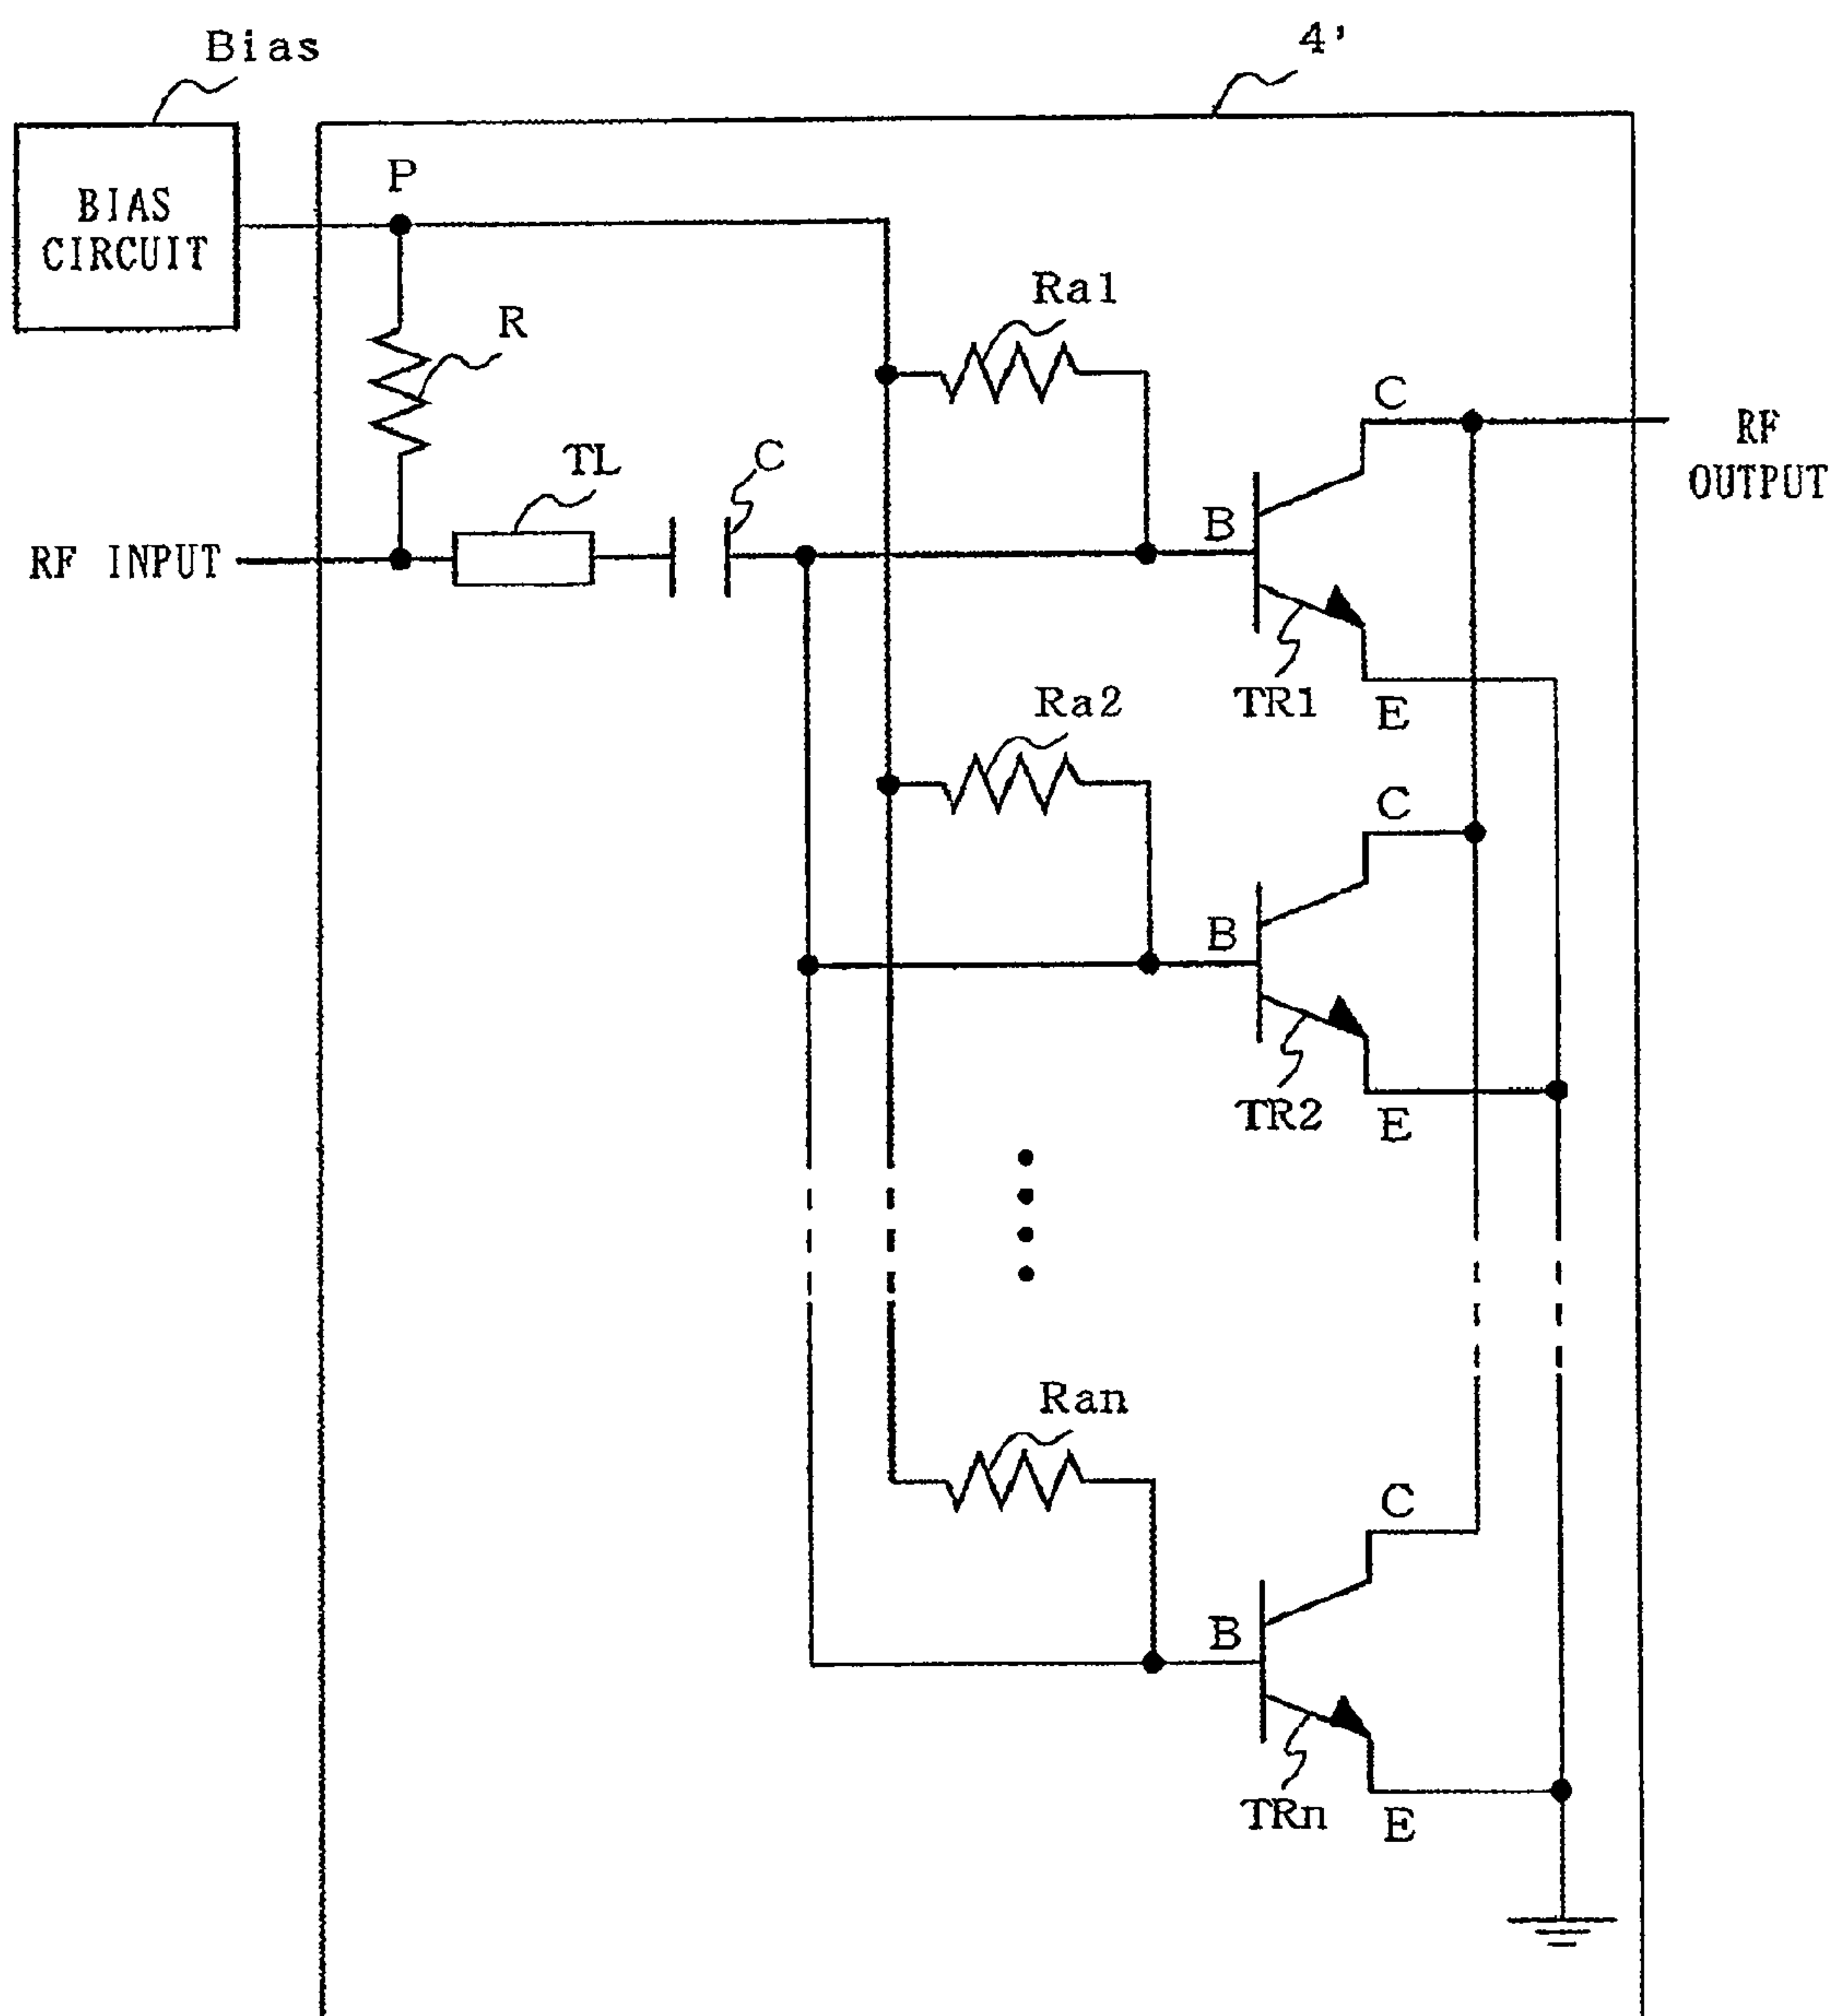 Bias
4'
BIAS
CIRCUIT
P
R
Ra1
C
RF
OUTPUT
TL
C
B
RF INPUT
TR1
E
Ra2
C
B
TR2
E
Ran
C
B
TRn
E